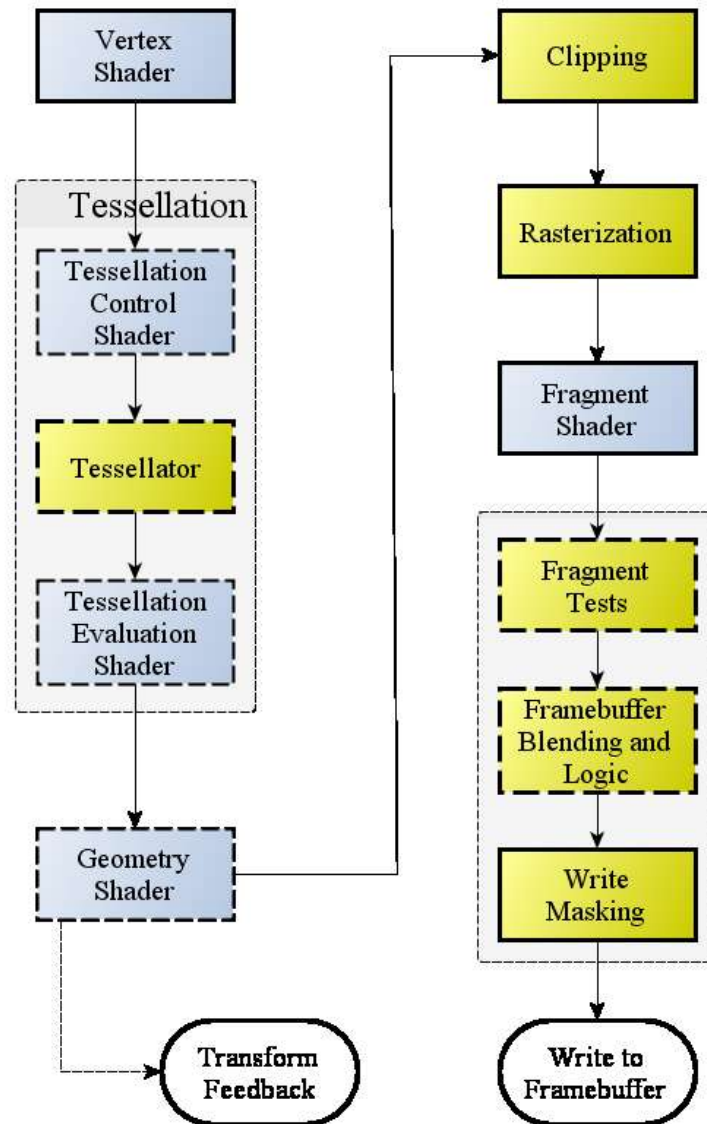 Vertex
Shader
Tessellation
Tessellation
Control
Shader
Tessellator
Tessellation
Evaluation
Shader
Geometry
Shader
Transform
Feedback
Clipping
Rasterization
Fragment
Shader
Fragment
Tests
Framebuffer
Blending and
Logic
Write
Masking
Write to
Framebuffer